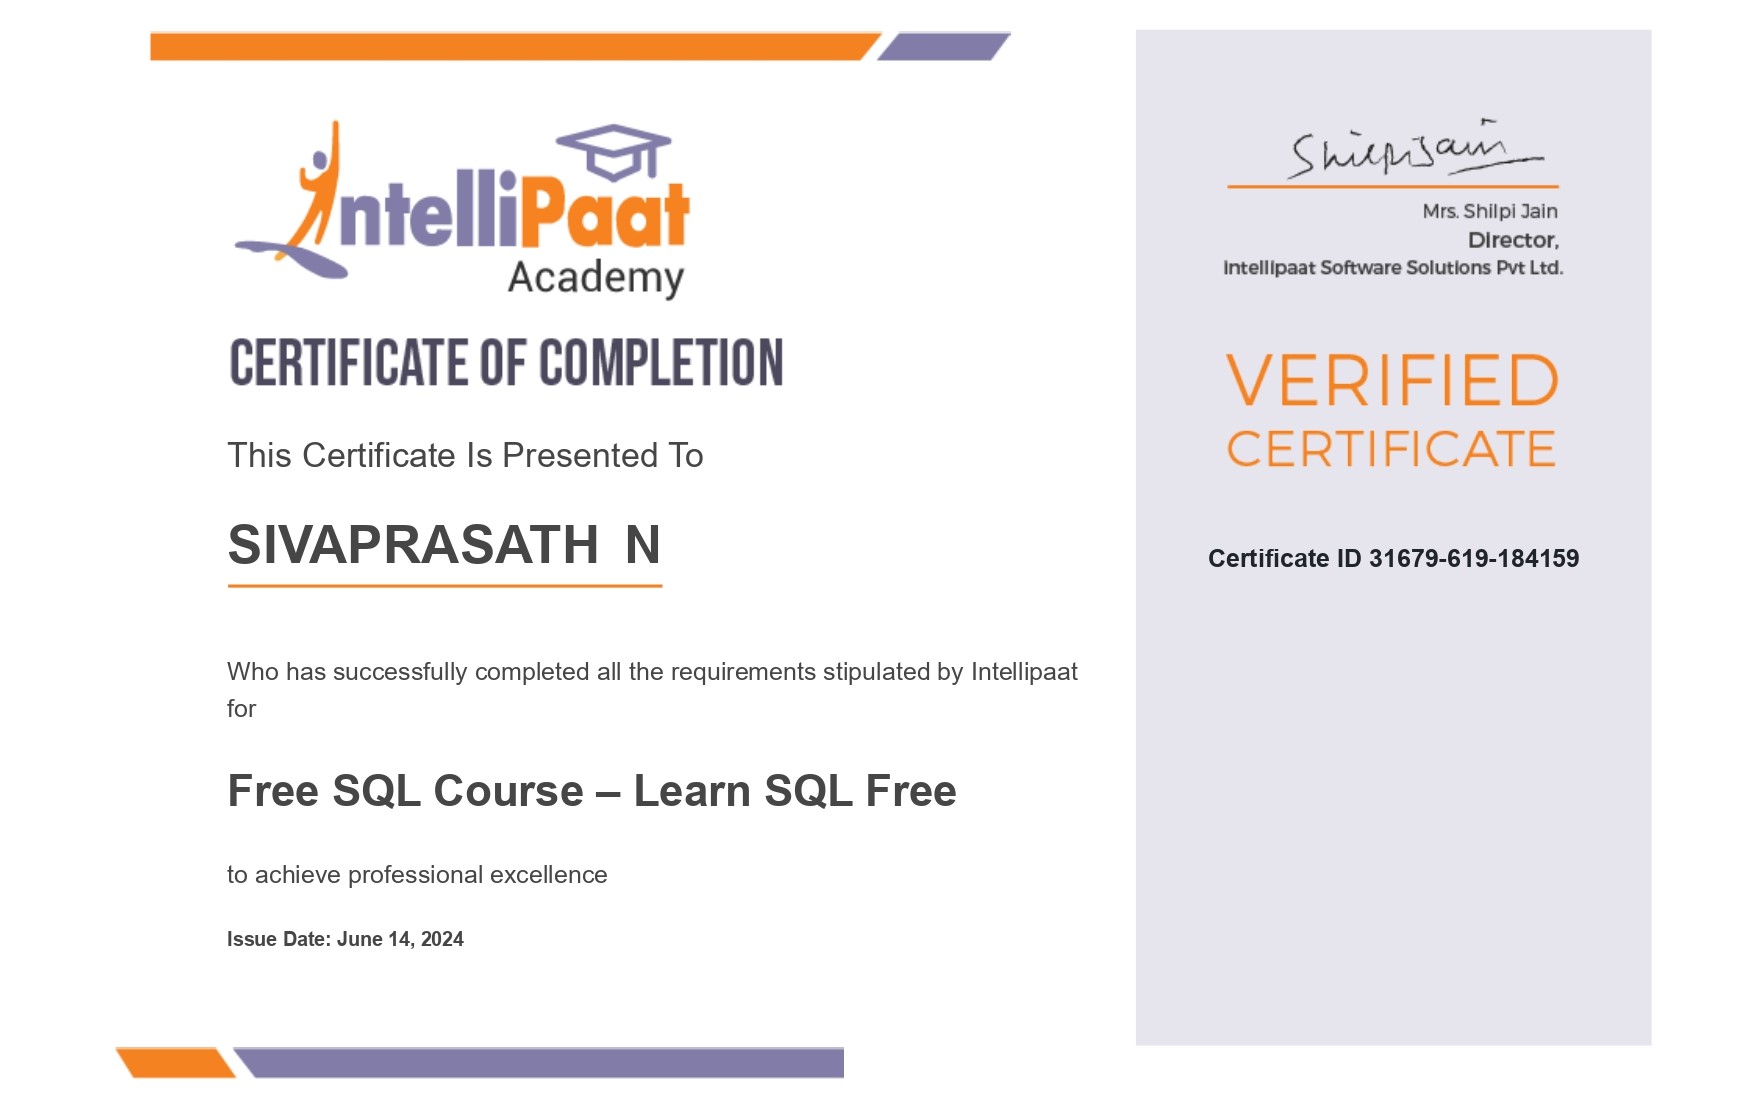 IntelliPaat
Academy
CERTIFICATE OF COMPLETION
This Certificate Is Presented To
SIVAPRASATH N
Who has successfully completed all the requirements stipulated by Intellipaat
for
Free SQL Course – Learn SQL Free
to achieve professional excellence
Issue Date: June 14, 2024
Shilpi Jain
Mrs. Shilpi Jain
Director,
Intellipaat Software Solutions Pvt Ltd.
VERIFIED
CERTIFICATE
Certificate ID 31679-619-184159